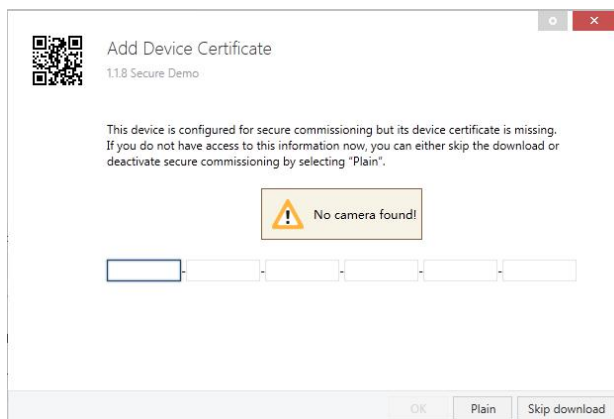 Add Device Certificate
1.1.8 Secure Demo
This device is configured for secure commissioning but its device certificate is missing.
If you do not have access to this information now, you can either skip the download or
deactivate secure commissioning by selecting "Plain".
No camera found!
- - - - -
OK Plain Skip download